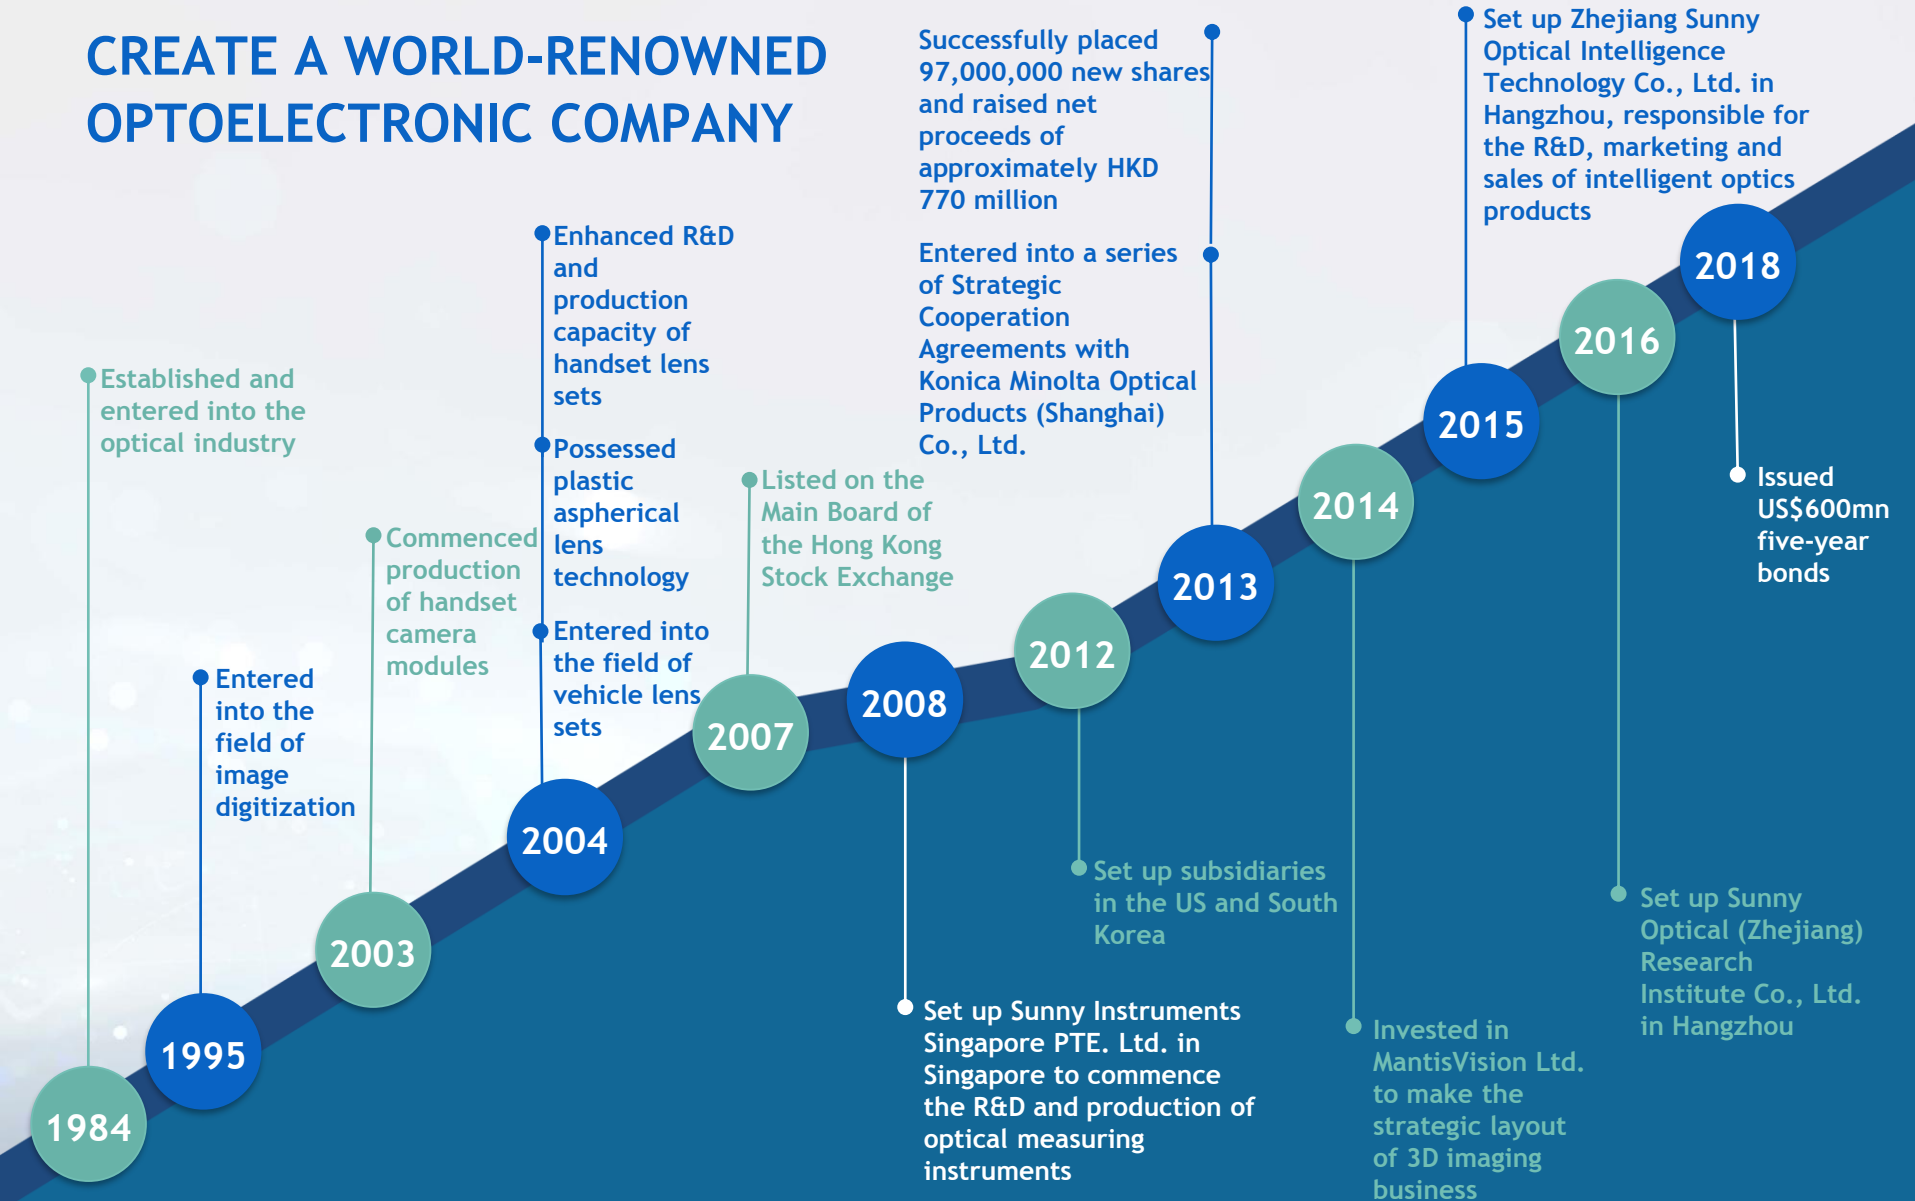 CREATE A WORLD-RENOWNED
OPTOELECTRONIC COMPANY
1984
Established and
entered into the
optical industry
1995
Entered
into the
field of
image
digitization
2003
Commenced
production
of handset
camera
modules
2004
Enhanced R&D
and
production
capacity of
handset lens
sets
Possessed
plastic
aspherical
lens
technology
Entered into
the field of
vehicle lens
sets
2007
Listed on the
Main Board of
the Hong Kong
Stock Exchange
2008
Set up Sunny Instruments
Singapore PTE. Ltd. in
Singapore to commence
the R&D and production of
optical measuring
instruments
2012
Set up subsidiaries
in the US and South
Korea
2013
Successfully placed
97,000,000 new shares
and raised net
proceeds of
approximately HKD
770 million
Entered into a series
of Strategic
Cooperation
Agreements with
Konica Minolta Optical
Products (Shanghai)
Co., Ltd.
2014
Invested in
MantisVision Ltd.
to make the
strategic layout
of 3D imaging
business
2015
Set up Zhejiang Sunny
Optical Intelligence
Technology Co., Ltd. in
Hangzhou, responsible for
the R&D, marketing and
sales of intelligent optics
products
2016
Set up Sunny
Optical (Zhejiang)
Research
Institute Co., Ltd.
in Hangzhou
2018
Issued
US$600mn
five-year
bonds